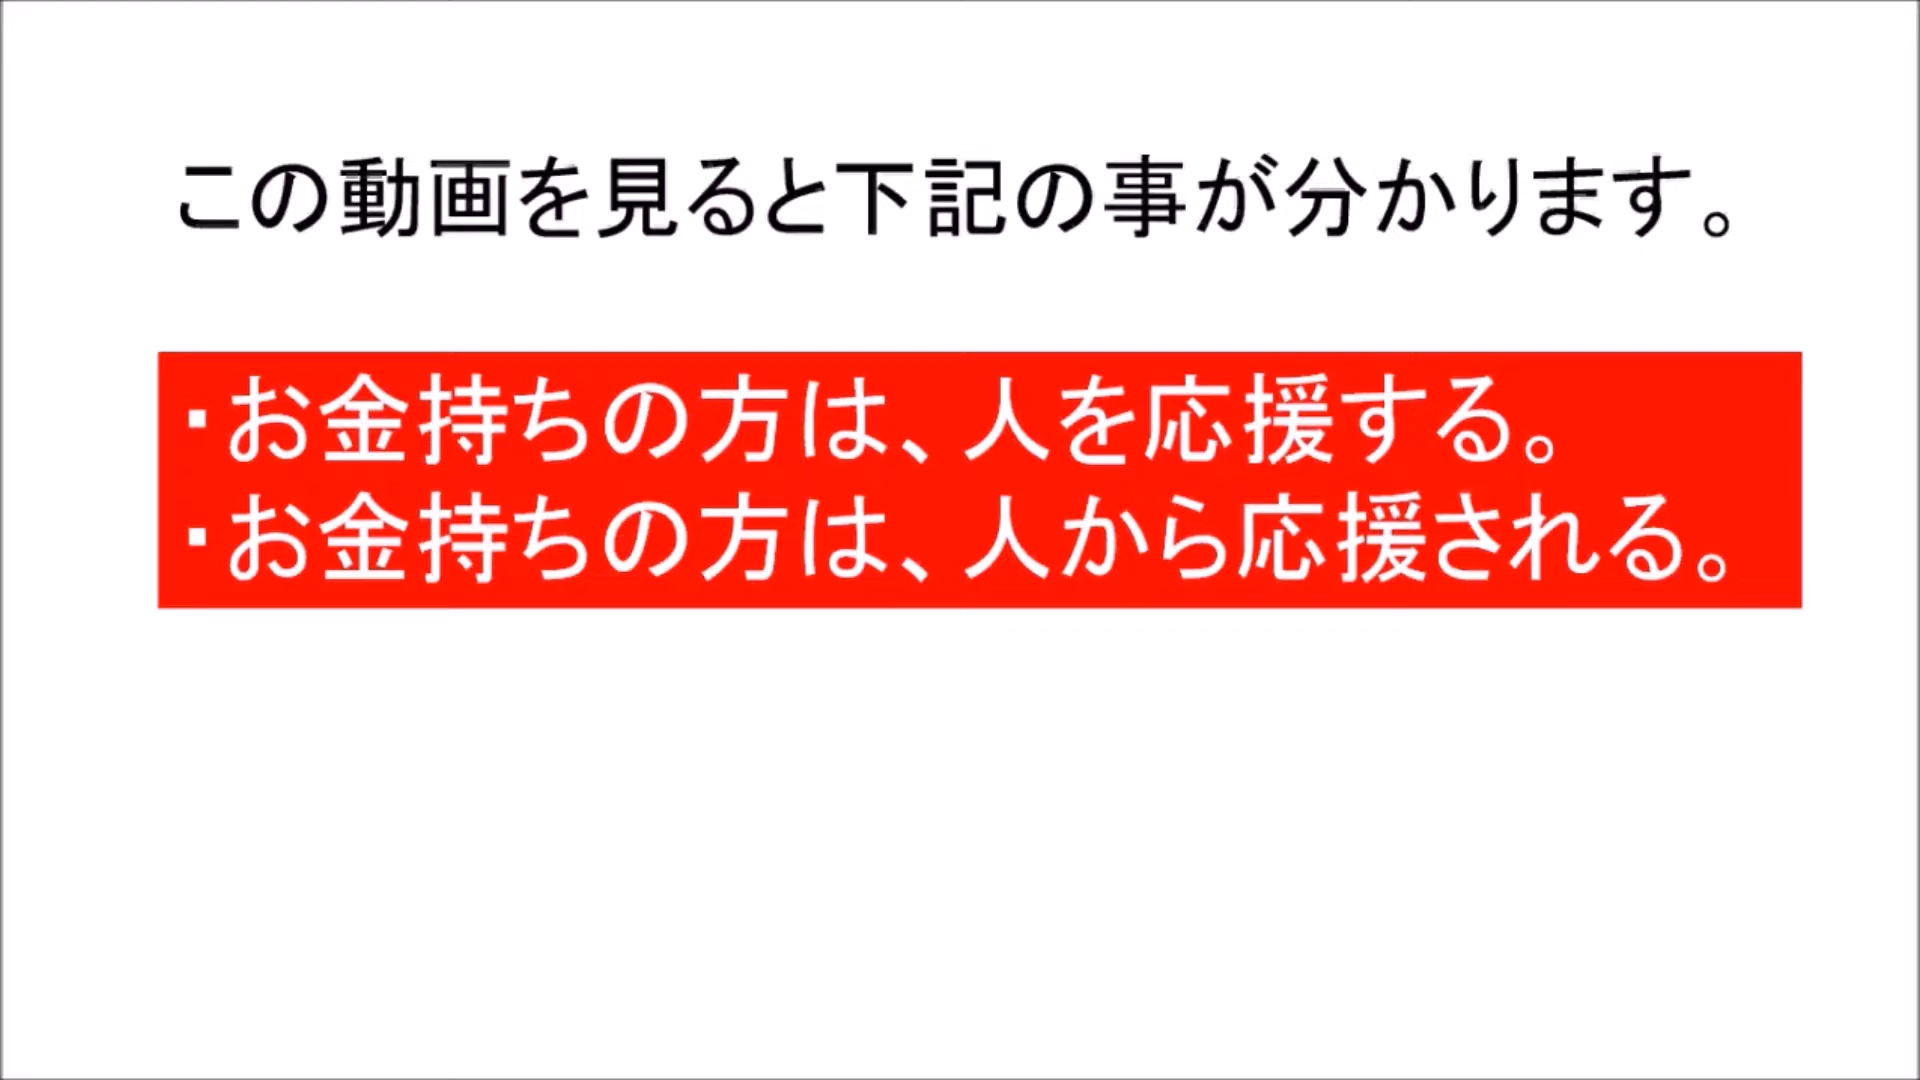 この動画を見ると下記の事が分かります。
・お金持ちの方は、人を応援する。
・お金持ちの方は、人から応援される。